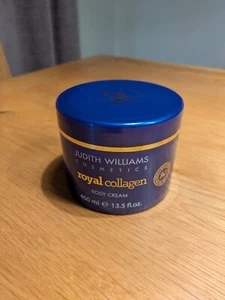 JUDITH WILLIAMS
COSMETICS
royal collagen
BODY CREAM
400 ml e 13.5 fl.oz.